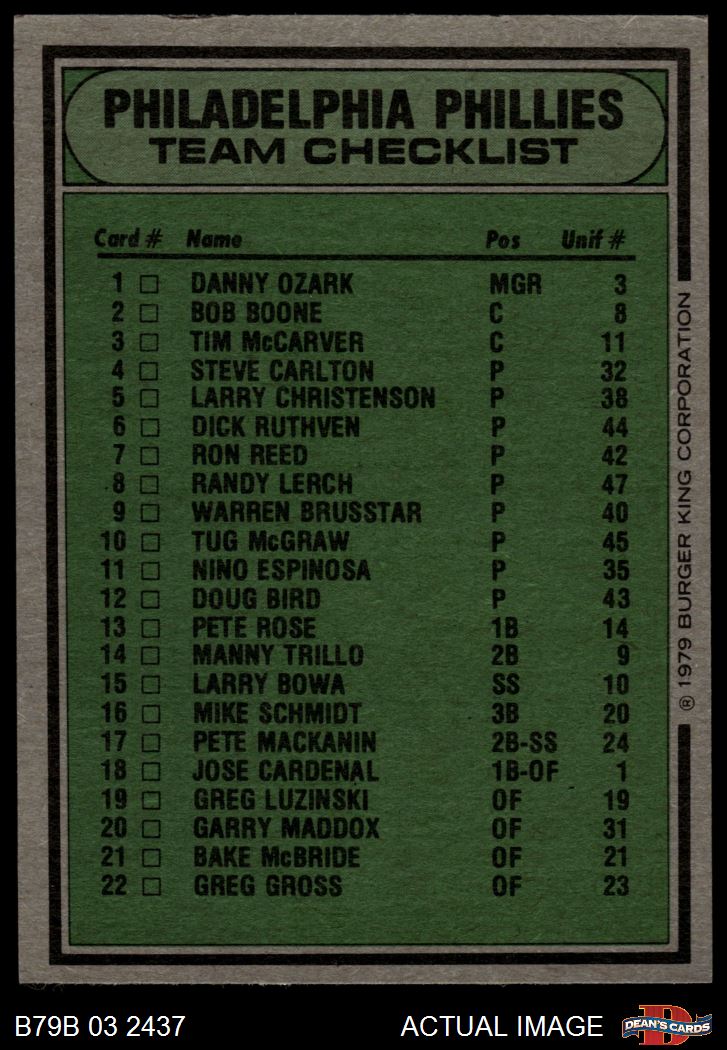 PHILADELPHIA PHILLIES
TEAM CHECKLIST
Card # Name Pos Unif #
1 □ DANNY OZARK MGR 3
2 □ BOB BOONE C 8
3 □ TIM McCARVER C 11
4 □ STEVE CARLTON P 32
5 □ LARRY CHRISTENSON P 38
6 □ DICK RUTHVEN P 44
7 □ RON REED P 42
8 □ RANDY LERCH P 47
9 □ WARREN BRUSSTAR P 40
10 □ TUG McGRAW P 45
11 □ NINO ESPINOSA P 35
12 □ DOUG BIRD P 43
13 □ PETE ROSE 1B 14
14 □ MANNY TRILLO 2B 9
15 □ LARRY BOWA SS 10
16 □ MIKE SCHMIDT 3B 20
17 □ PETE MACKANIN 2B-SS 24
18 □ JOSE CARDENAL 1B-OF 1
19 □ GREG LUZINSKI OF 19
20 □ GARRY MADDOX OF 31
21 □ BAKE McBRIDE OF 21
22 □ GREG GROSS OF 23
® 1979 BURGER KING CORPORATION
B79B 03 2437 ACTUAL IMAGE
D
DEAN'S CARDS